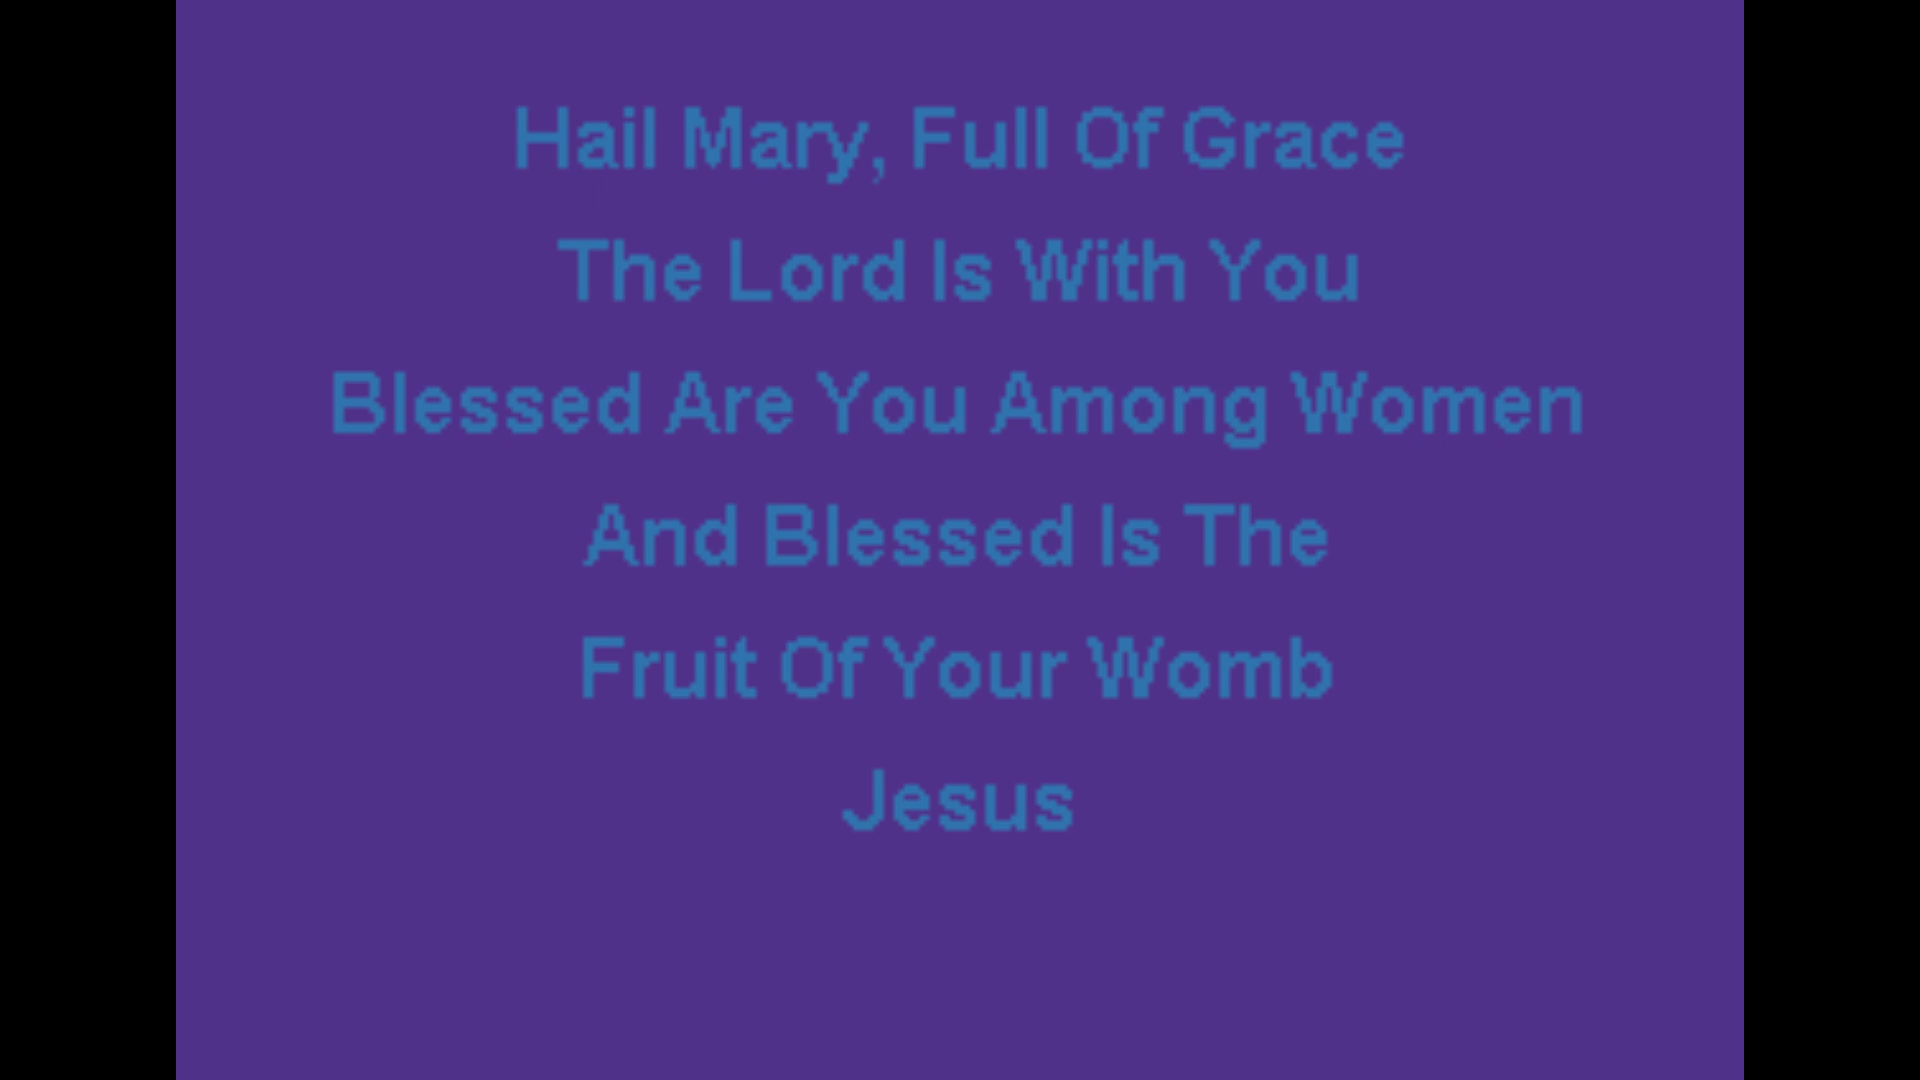 Hail Mary, Full Of Grace
The Lord Is With You
Blessed Are You Among Women
And Blessed Is The
Fruit Of Your Womb
Jesus